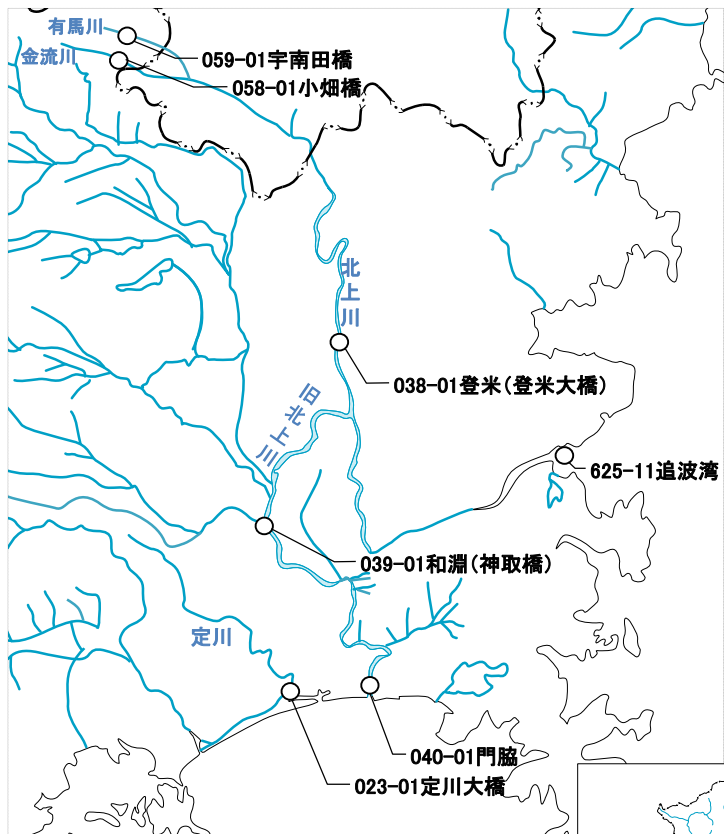 有馬川
059-01宇南田橋
金流川
058-01小畑橋
北上川
038-01登米(登米大橋)
旧北上川
625-11追波湾
039-01和淵(神取橋)
定川
040-01門脇
023-01定川大橋